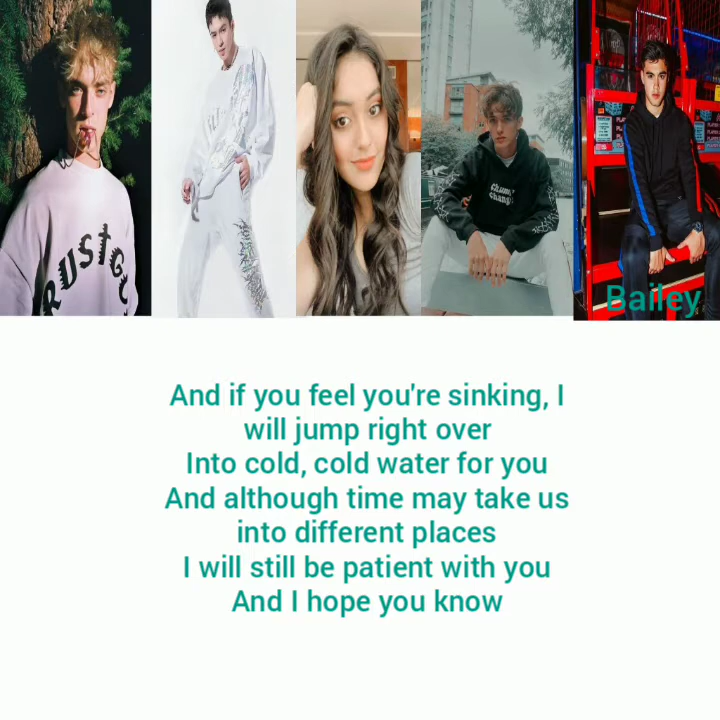 RUSTGO
Bailey
And if you feel you're sinking, I
will jump right over
Into cold, cold water for you
And although time may take us
into different places
I will still be patient with you
And I hope you know